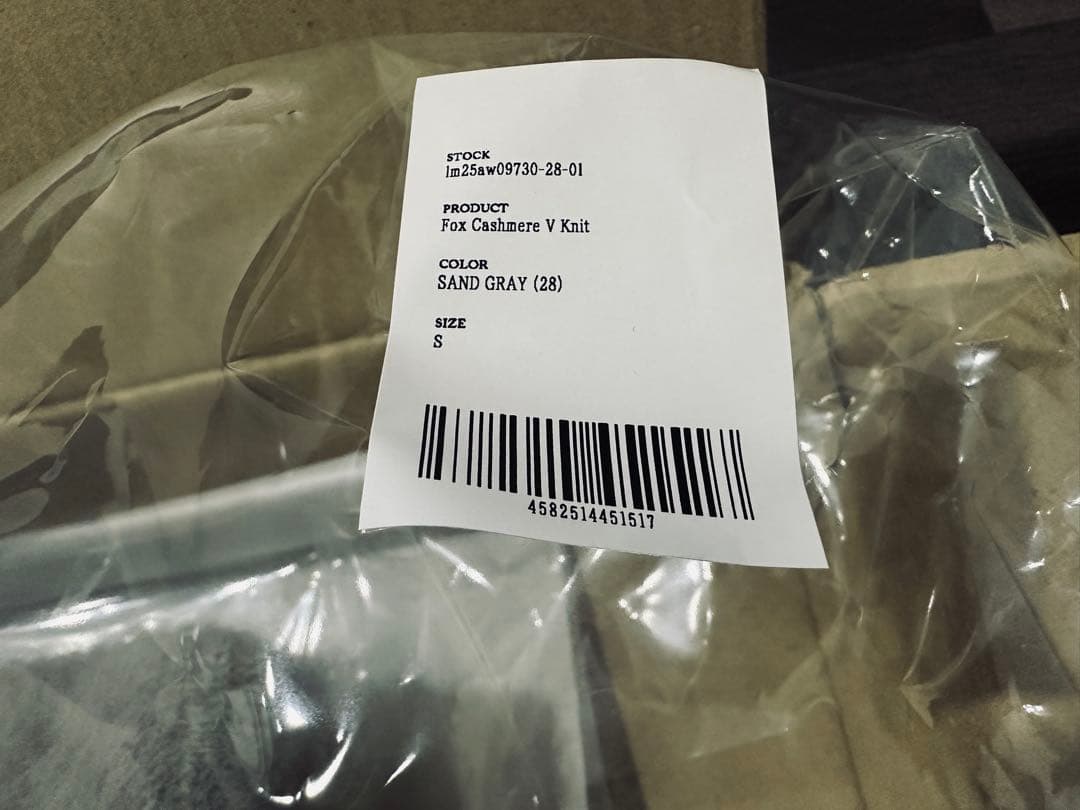 STOCK
lm25aw09730-28-01
PRODUCT
Fox Cashmere V Knit
COLOR
SAND GRAY (28)
SIZE
S
4582514451517